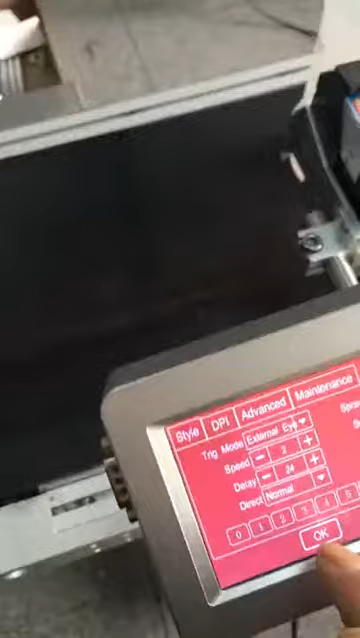 Style DPI Advanced Maintenance
Trig Mode External Eye
Speed - 2 +
Delay - 24 +
Direct Normal
0 1 2 3 4 5
OK